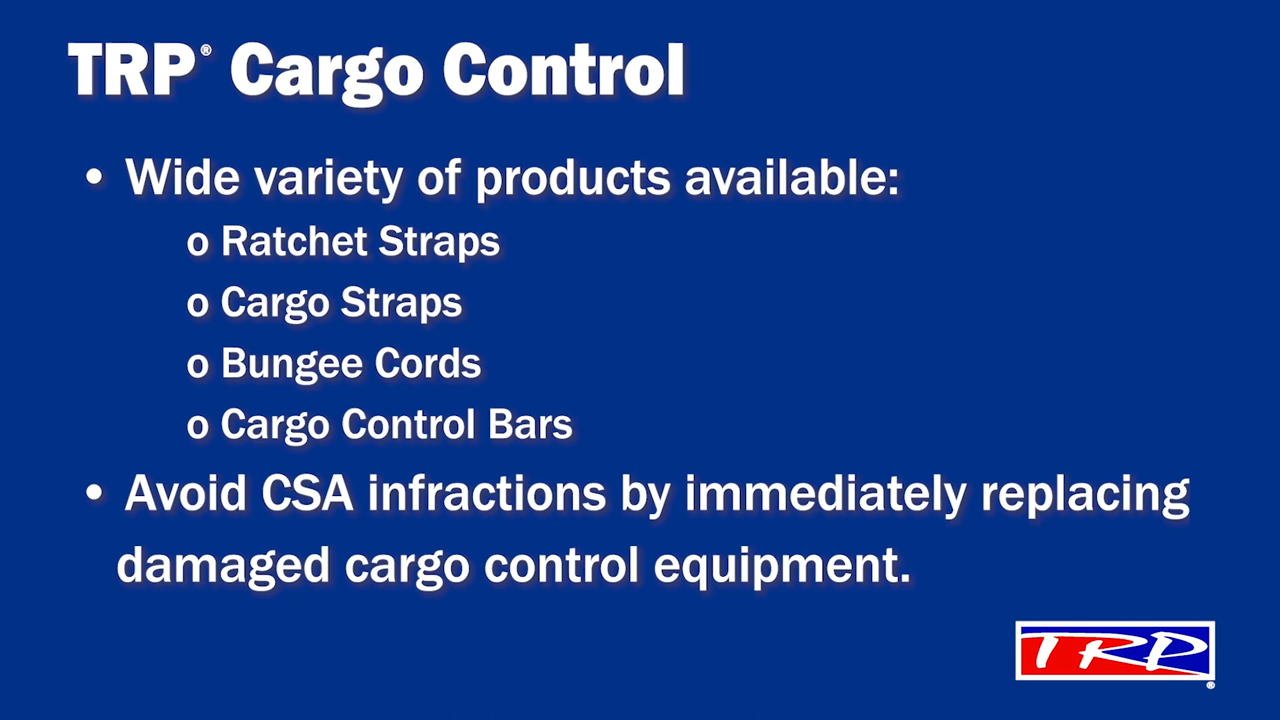 TRP® Cargo Control
• Wide variety of products available:
o Ratchet Straps
o Cargo Straps
o Bungee Cords
o Cargo Control Bars
• Avoid CSA infractions by immediately replacing
damaged cargo control equipment.
TRP®